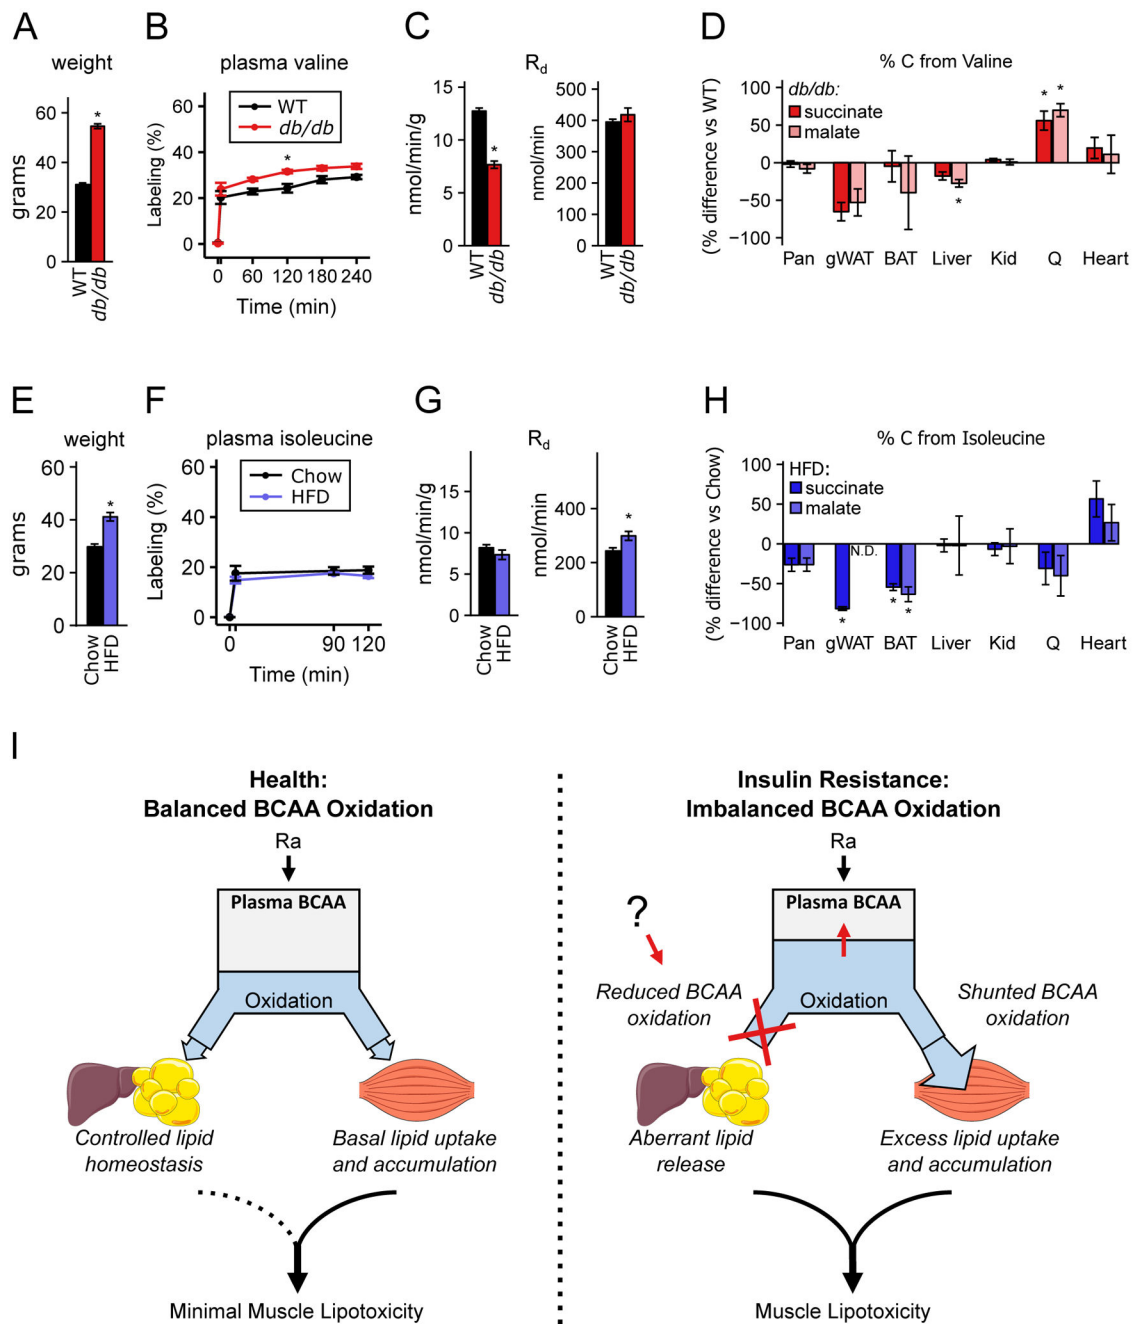 A
weight
grams
60
40
20
0
WT
db/db
*
B
plasma valine
Labeling (%)
60
40
20
0
WT
db/db
*
0
60
120
180
240
Time (min)
C
Rd
nmol/min/g
15
10
5
0
*
WT
db/db
nmol/min
500
400
300
200
100
0
WT
db/db
D
% C from Valine
(% difference vs WT)
100
50
0
−50
−100
db/db:
succinate
malate
*
* *
Pan
gWAT
BAT
Liver
Kid
Q
Heart
E
weight
grams
60
40
20
0
*
Chow
HFD
F
plasma isoleucine
Labeling (%)
60
40
20
0
Chow
HFD
0
90
120
Time (min)
G
Rd
nmol/min/g
15
10
5
0
Chow
HFD
nmol/min
400
200
0
*
Chow
HFD
H
% C from Isoleucine
(% difference vs Chow)
100
50
0
−50
−100
HFD:
succinate
malate
N.D.
*
* *
Pan
gWAT
BAT
Liver
Kid
Q
Heart
I
Health:
Balanced BCAA Oxidation
Ra
Plasma BCAA
Oxidation
Controlled lipid
homeostasis
Basal lipid uptake
and accumulation
Minimal Muscle Lipotoxicity
Insulin Resistance:
Imbalanced BCAA Oxidation
Ra
Plasma BCAA
?
Reduced BCAA
oxidation
Oxidation
Shunted BCAA
oxidation
Aberrant lipid
release
Excess lipid uptake
and accumulation
Muscle Lipotoxicity